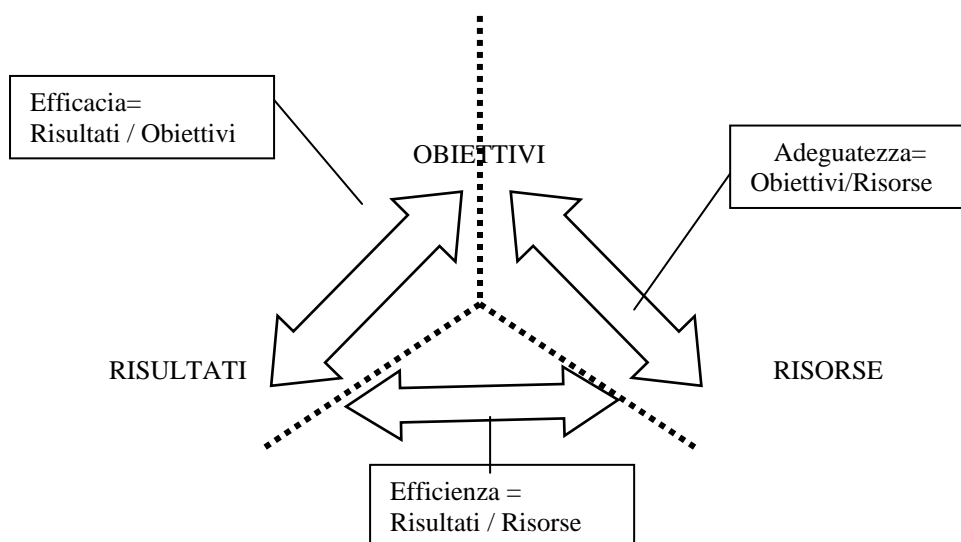 Efficacia=
Risultati / Obiettivi
OBIETTIVI
Adeguatezza=
Obiettivi/Risorse
RISULTATI
RISORSE
Efficienza =
Risultati / Risorse